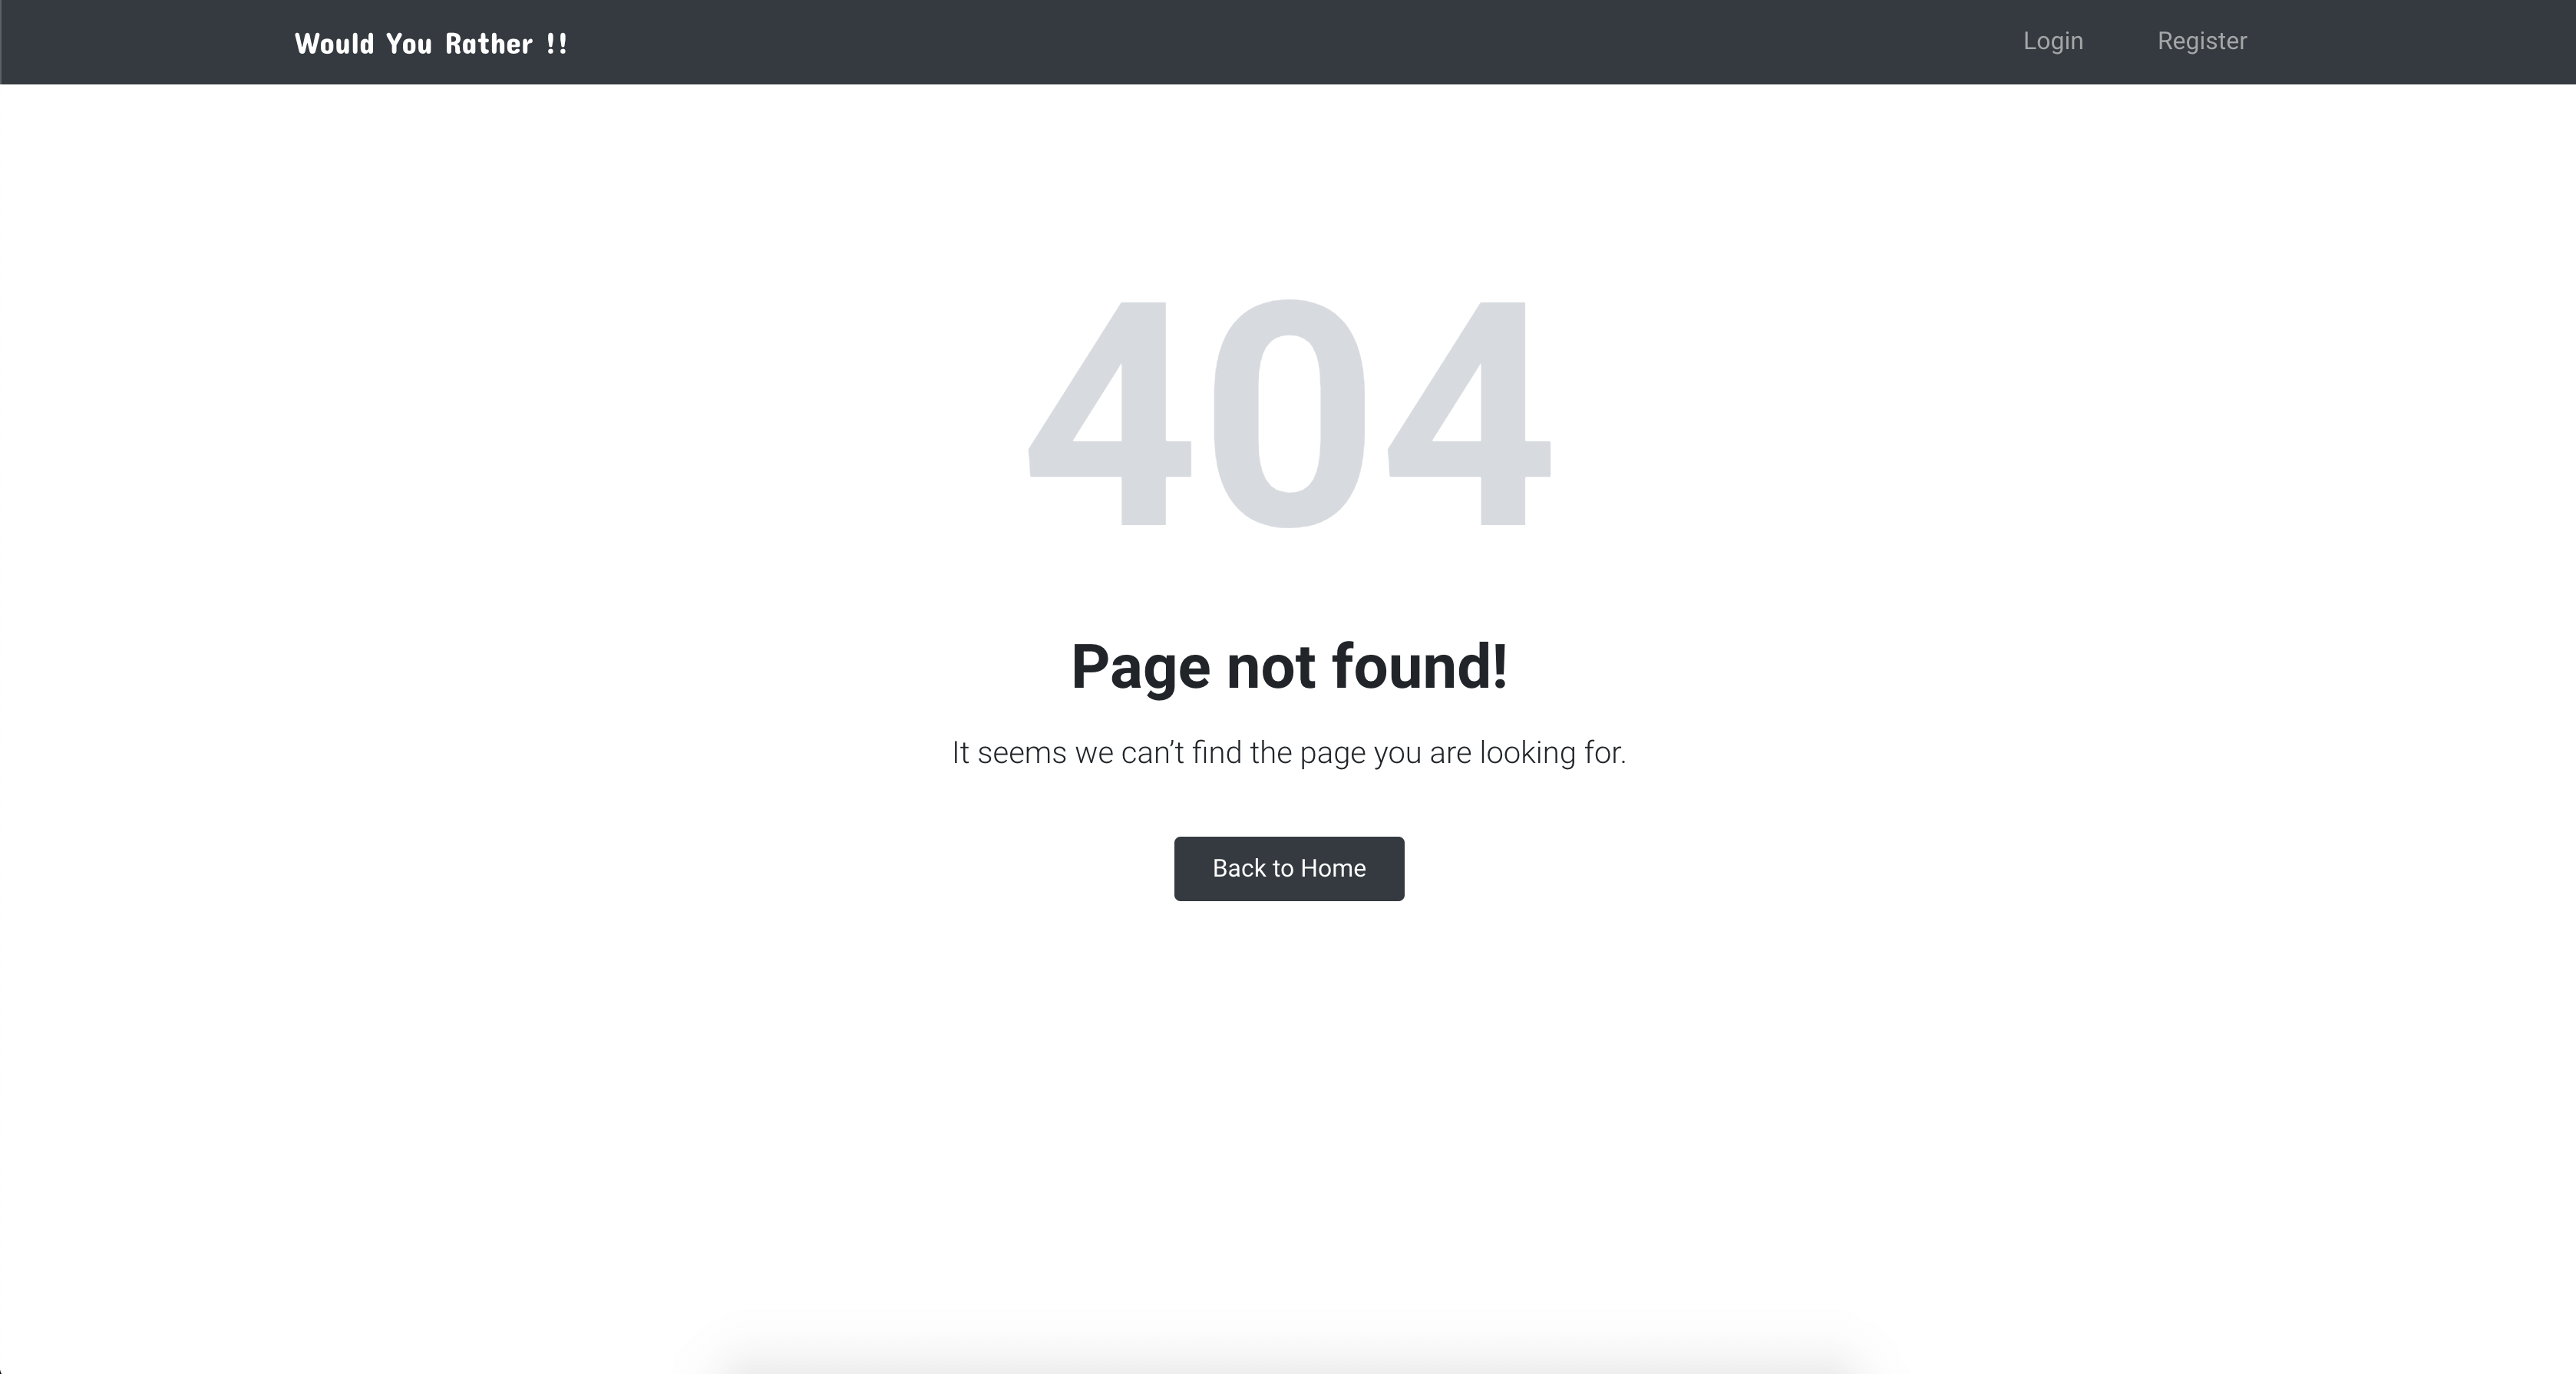 Would You Rather !!
Login
Register
404
Page not found!
It seems we can’t find the page you are looking for.
Back to Home